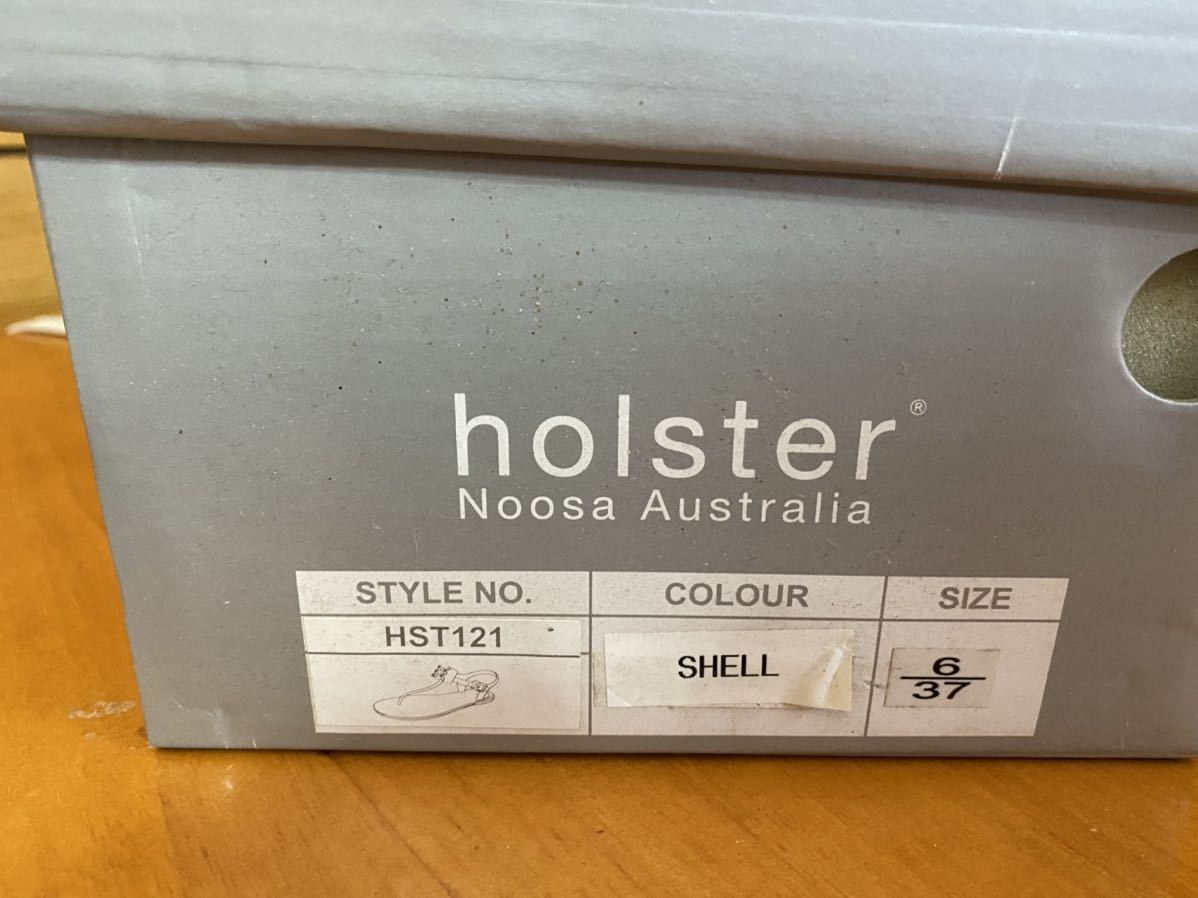 holster®
Noosa Australia
STYLE NO. COLOUR SIZE
HST121
SHELL
6
37